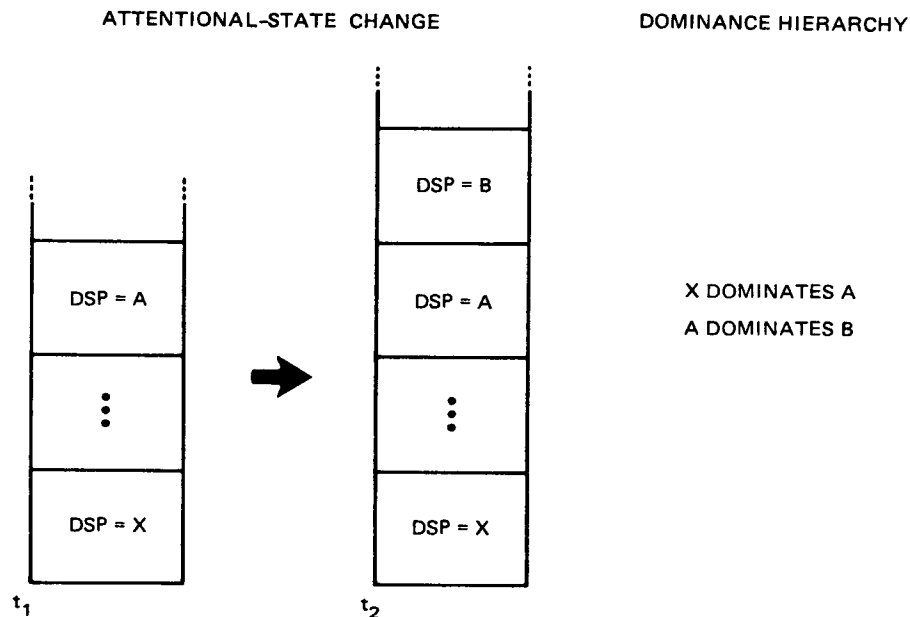 ATTENTIONAL-STATE CHANGE
DOMINANCE HIERARCHY
DSP = A
DSP = X
t1
DSP = B
DSP = A
DSP = X
t2
X DOMINATES A
A DOMINATES B